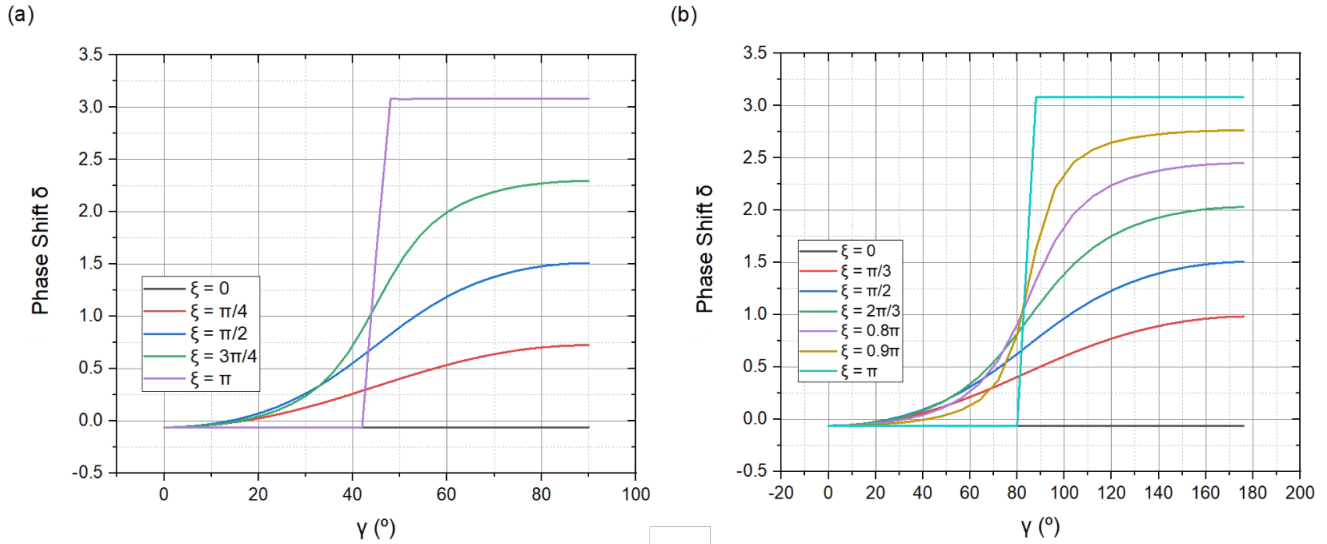 (a)
3.5
3.0
2.5
2.0
1.5
1.0
0.5
0.0
-0.5
Phase Shift δ
ξ = 0
ξ = π/4
ξ = π/2
ξ = 3π/4
ξ = π
0 20 40 60 80 100
γ (º)
(b)
3.5
3.0
2.5
2.0
1.5
1.0
0.5
0.0
-0.5
Phase Shift δ
ξ = 0
ξ = π/3
ξ = π/2
ξ = 2π/3
ξ = 0.8π
ξ = 0.9π
ξ = π
-20 0 20 40 60 80 100 120 140 160 180 200
γ (º)